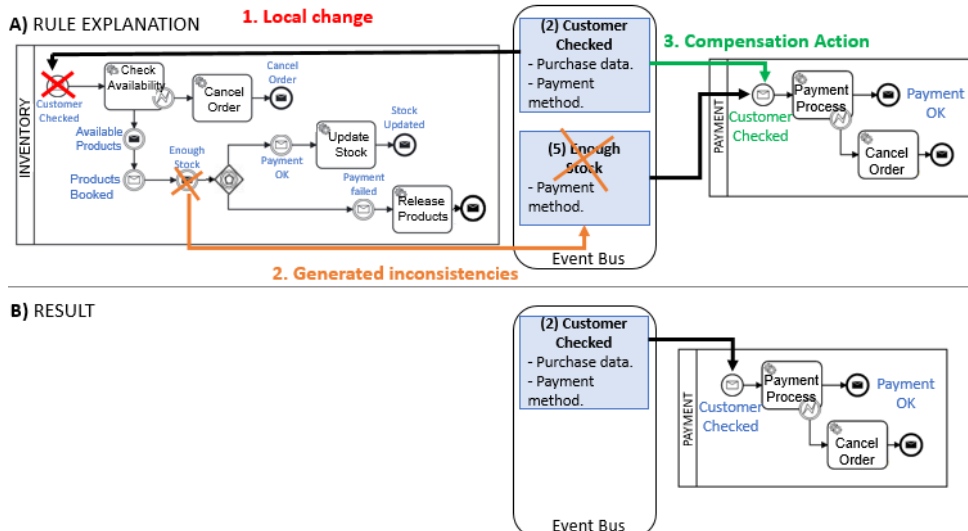 1. Local change
A) RULE EXPLANATION
INVENTORY
Customer
Checked
Check
Availability
Cancel
Order
Cancel
Order
Available
Products
Products
Booked
Enough
Stock
Payment
OK
Update
Stock
Stock
Updated
Payment
failed
Release
Products
2. Generated inconsistencies
(2) Customer
Checked
- Purchase data.
- Payment
method.
(5) Enough
Stock
- Payment
method.
Event Bus
3. Compensation Action
PAYMENT
Customer
Checked
Payment
Process
Payment
OK
Cancel
Order
B) RESULT
(2) Customer
Checked
- Purchase data.
- Payment
method.
Event Bus
PAYMENT
Customer
Checked
Payment
Process
Payment
OK
Cancel
Order